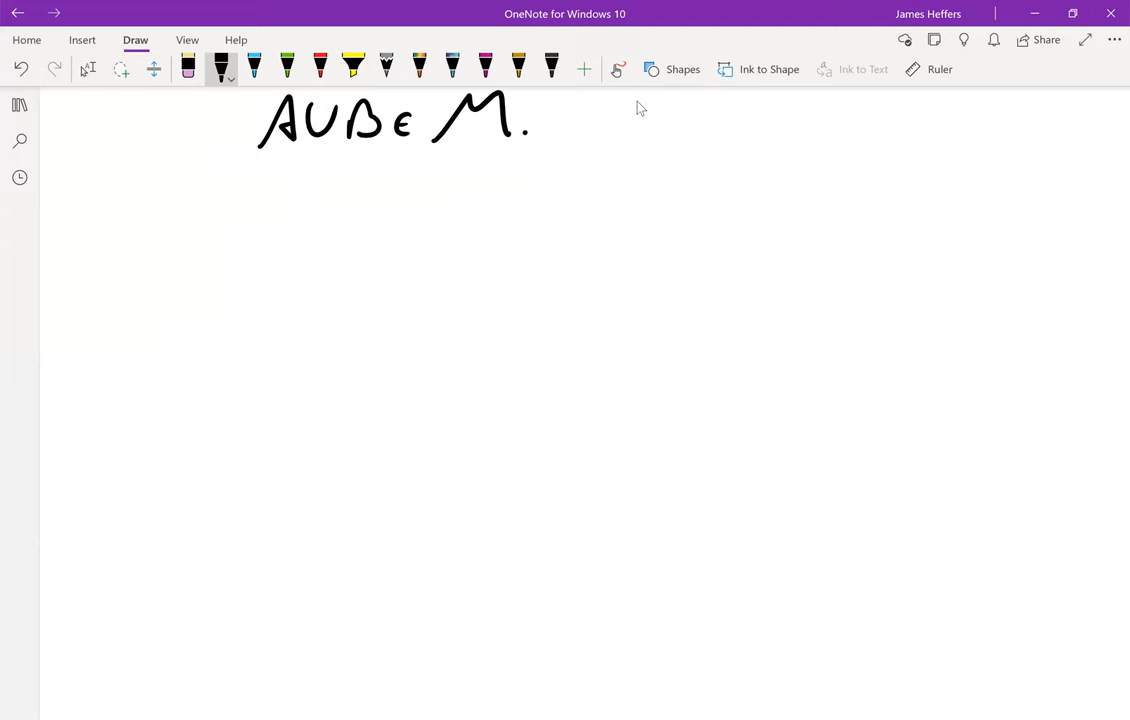 OneNote for Windows 10
James Heffers
Home Insert Draw View Help
Share
Shapes Ink to Shape Ink to Text Ruler
A ∪ B ∈ M.